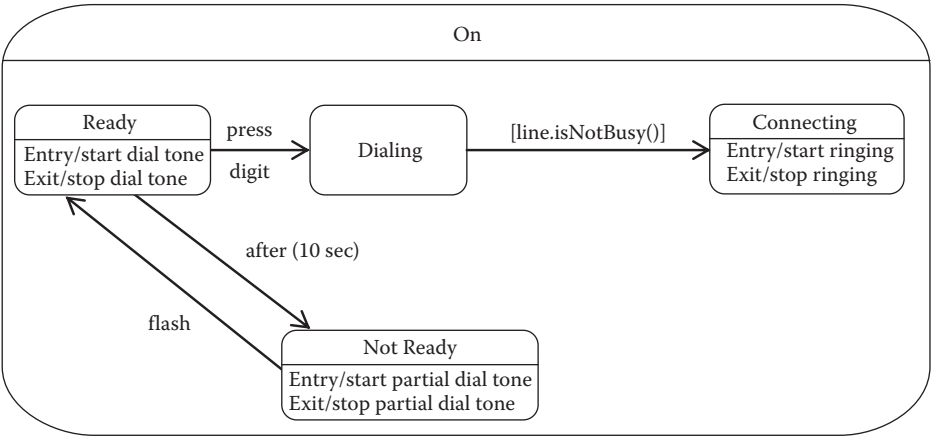 On
Ready
Entry/start dial tone
Exit/stop dial tone
press
digit
Dialing
[line.isNotBusy()]
Connecting
Entry/start ringing
Exit/stop ringing
after (10 sec)
flash
Not Ready
Entry/start partial dial tone
Exit/stop partial dial tone